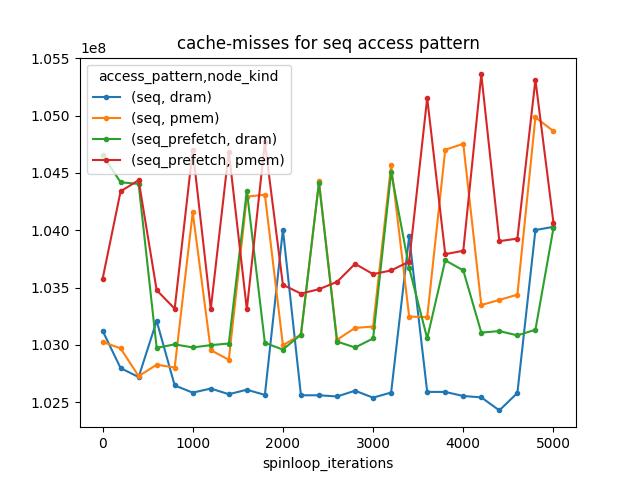 cache-misses for seq access pattern
1e8
access_pattern,node_kind
(seq, dram)
(seq, pmem)
(seq_prefetch, dram)
(seq_prefetch, pmem)
1.055
1.050
1.045
1.040
1.035
1.030
1.025
0 1000 2000 3000 4000 5000
spinloop_iterations